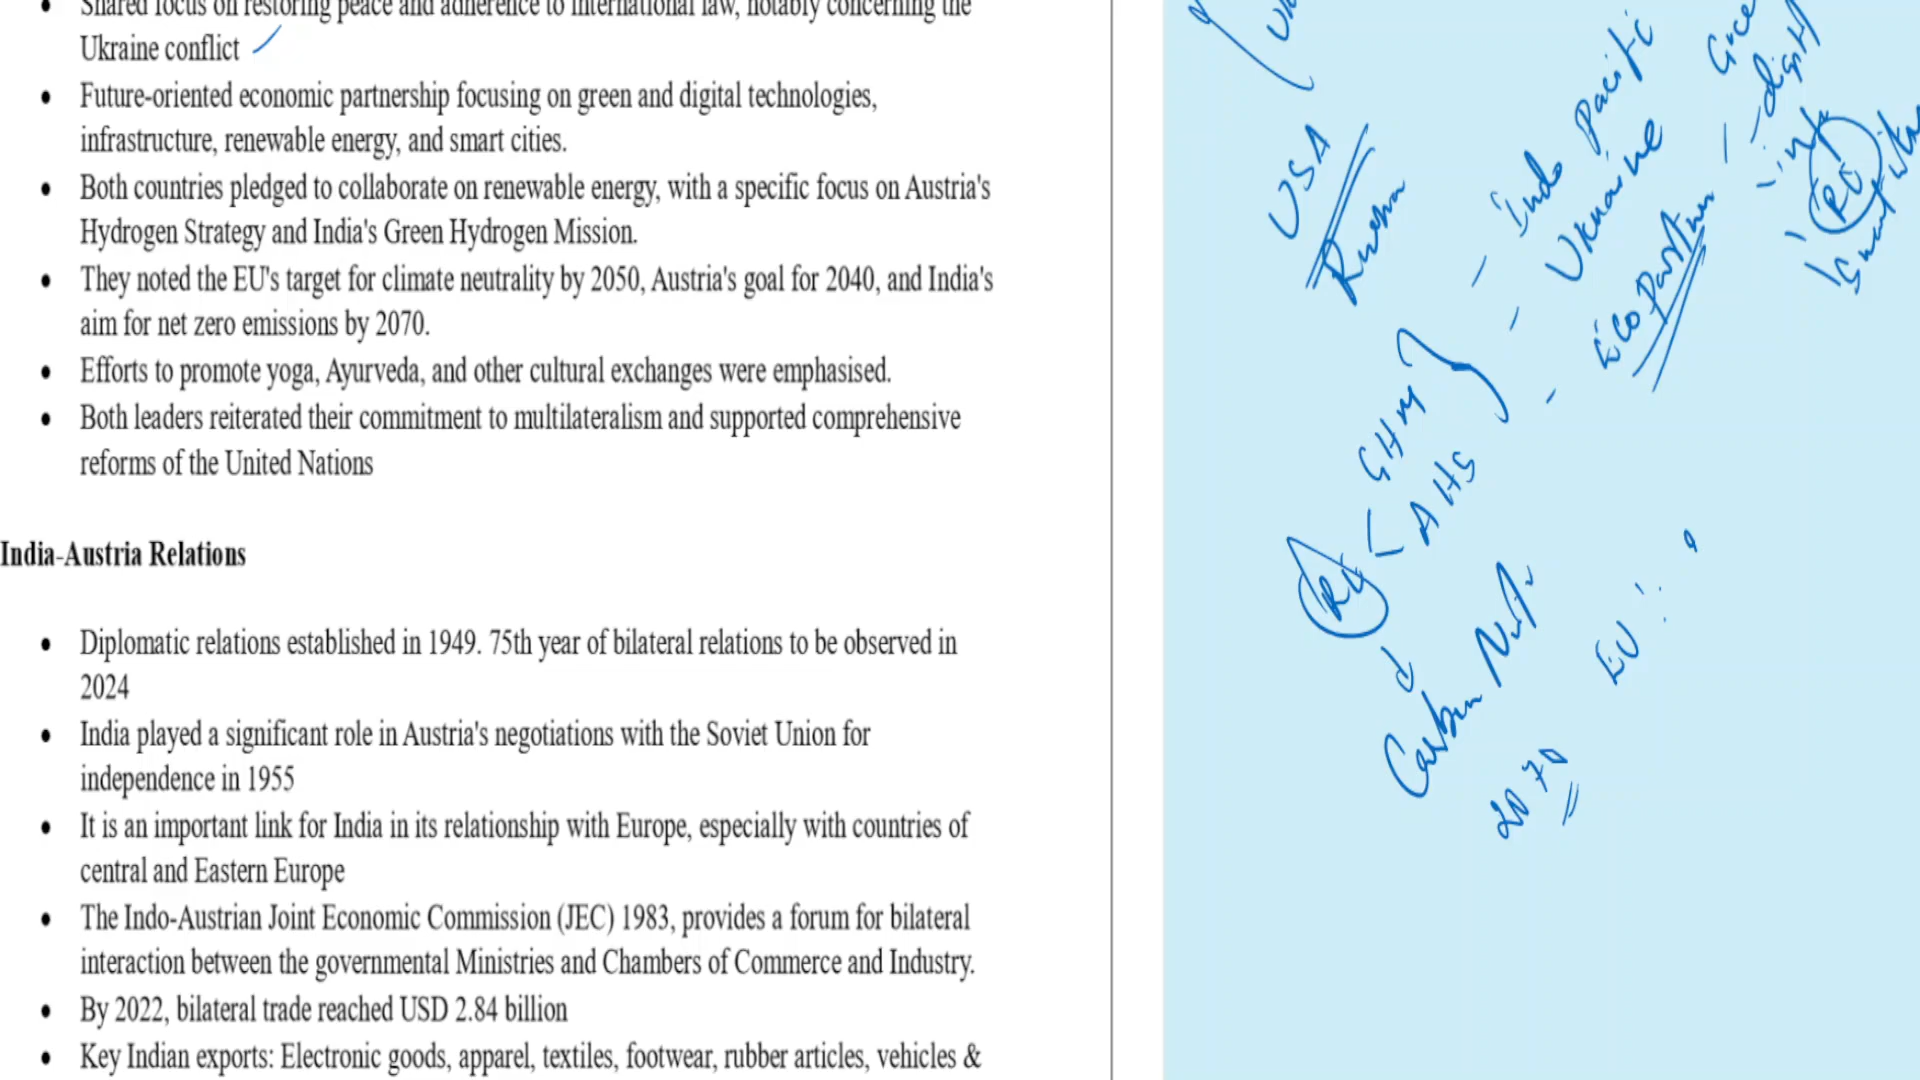 • Shared focus on restoring peace and adherence to international law, notably concerning the
Ukraine conflict
• Future-oriented economic partnership focusing on green and digital technologies,
infrastructure, renewable energy, and smart cities.
• Both countries pledged to collaborate on renewable energy, with a specific focus on Austria's
Hydrogen Strategy and India's Green Hydrogen Mission.
• They noted the EU's target for climate neutrality by 2050, Austria's goal for 2040, and India's
aim for net zero emissions by 2070.
• Efforts to promote yoga, Ayurveda, and other cultural exchanges were emphasised.
• Both leaders reiterated their commitment to multilateralism and supported comprehensive
reforms of the United Nations
India-Austria Relations
• Diplomatic relations established in 1949. 75th year of bilateral relations to be observed in
2024
• India played a significant role in Austria's negotiations with the Soviet Union for
independence in 1955
• It is an important link for India in its relationship with Europe, especially with countries of
central and Eastern Europe
• The Indo-Austrian Joint Economic Commission (JEC) 1983, provides a forum for bilateral
interaction between the governmental Ministries and Chambers of Commerce and Industry.
• By 2022, bilateral trade reached USD 2.84 billion
• Key Indian exports: Electronic goods, apparel, textiles, footwear, rubber articles, vehicles &
USA
Russia
- Indo Pacific
- Ukraine
- Eco partner
- digit
- inf
GHM
AHS
Carbon
2070
EU :